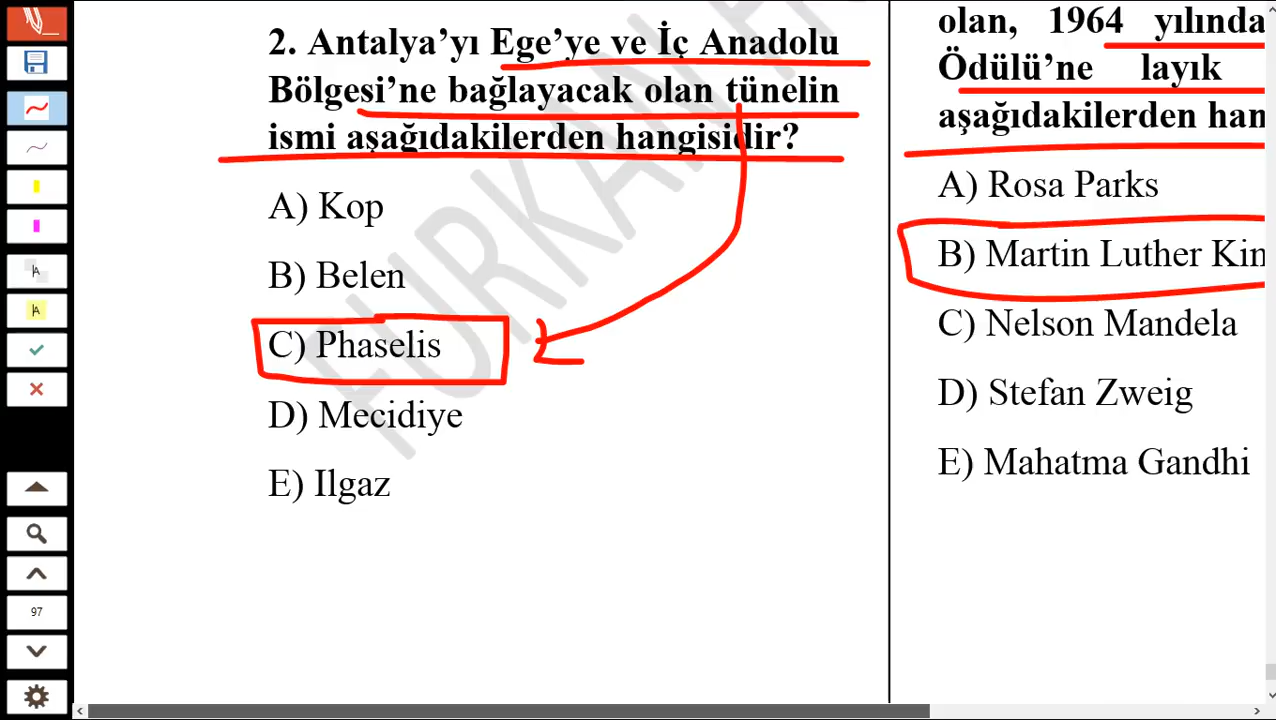 2. Antalya’yı Ege’ye ve İç Anadolu
Bölgesi’ne bağlayacak olan tünelin
ismi aşağıdakilerden hangisidir?
A) Kop
B) Belen
C) Phaselis
D) Mecidiye
E) Ilgaz
olan, 1964 yılında
Ödülü’ne layık
aşağıdakilerden han
A) Rosa Parks
B) Martin Luther Kin
C) Nelson Mandela
D) Stefan Zweig
E) Mahatma Gandhi
FURKAN
A
A
97